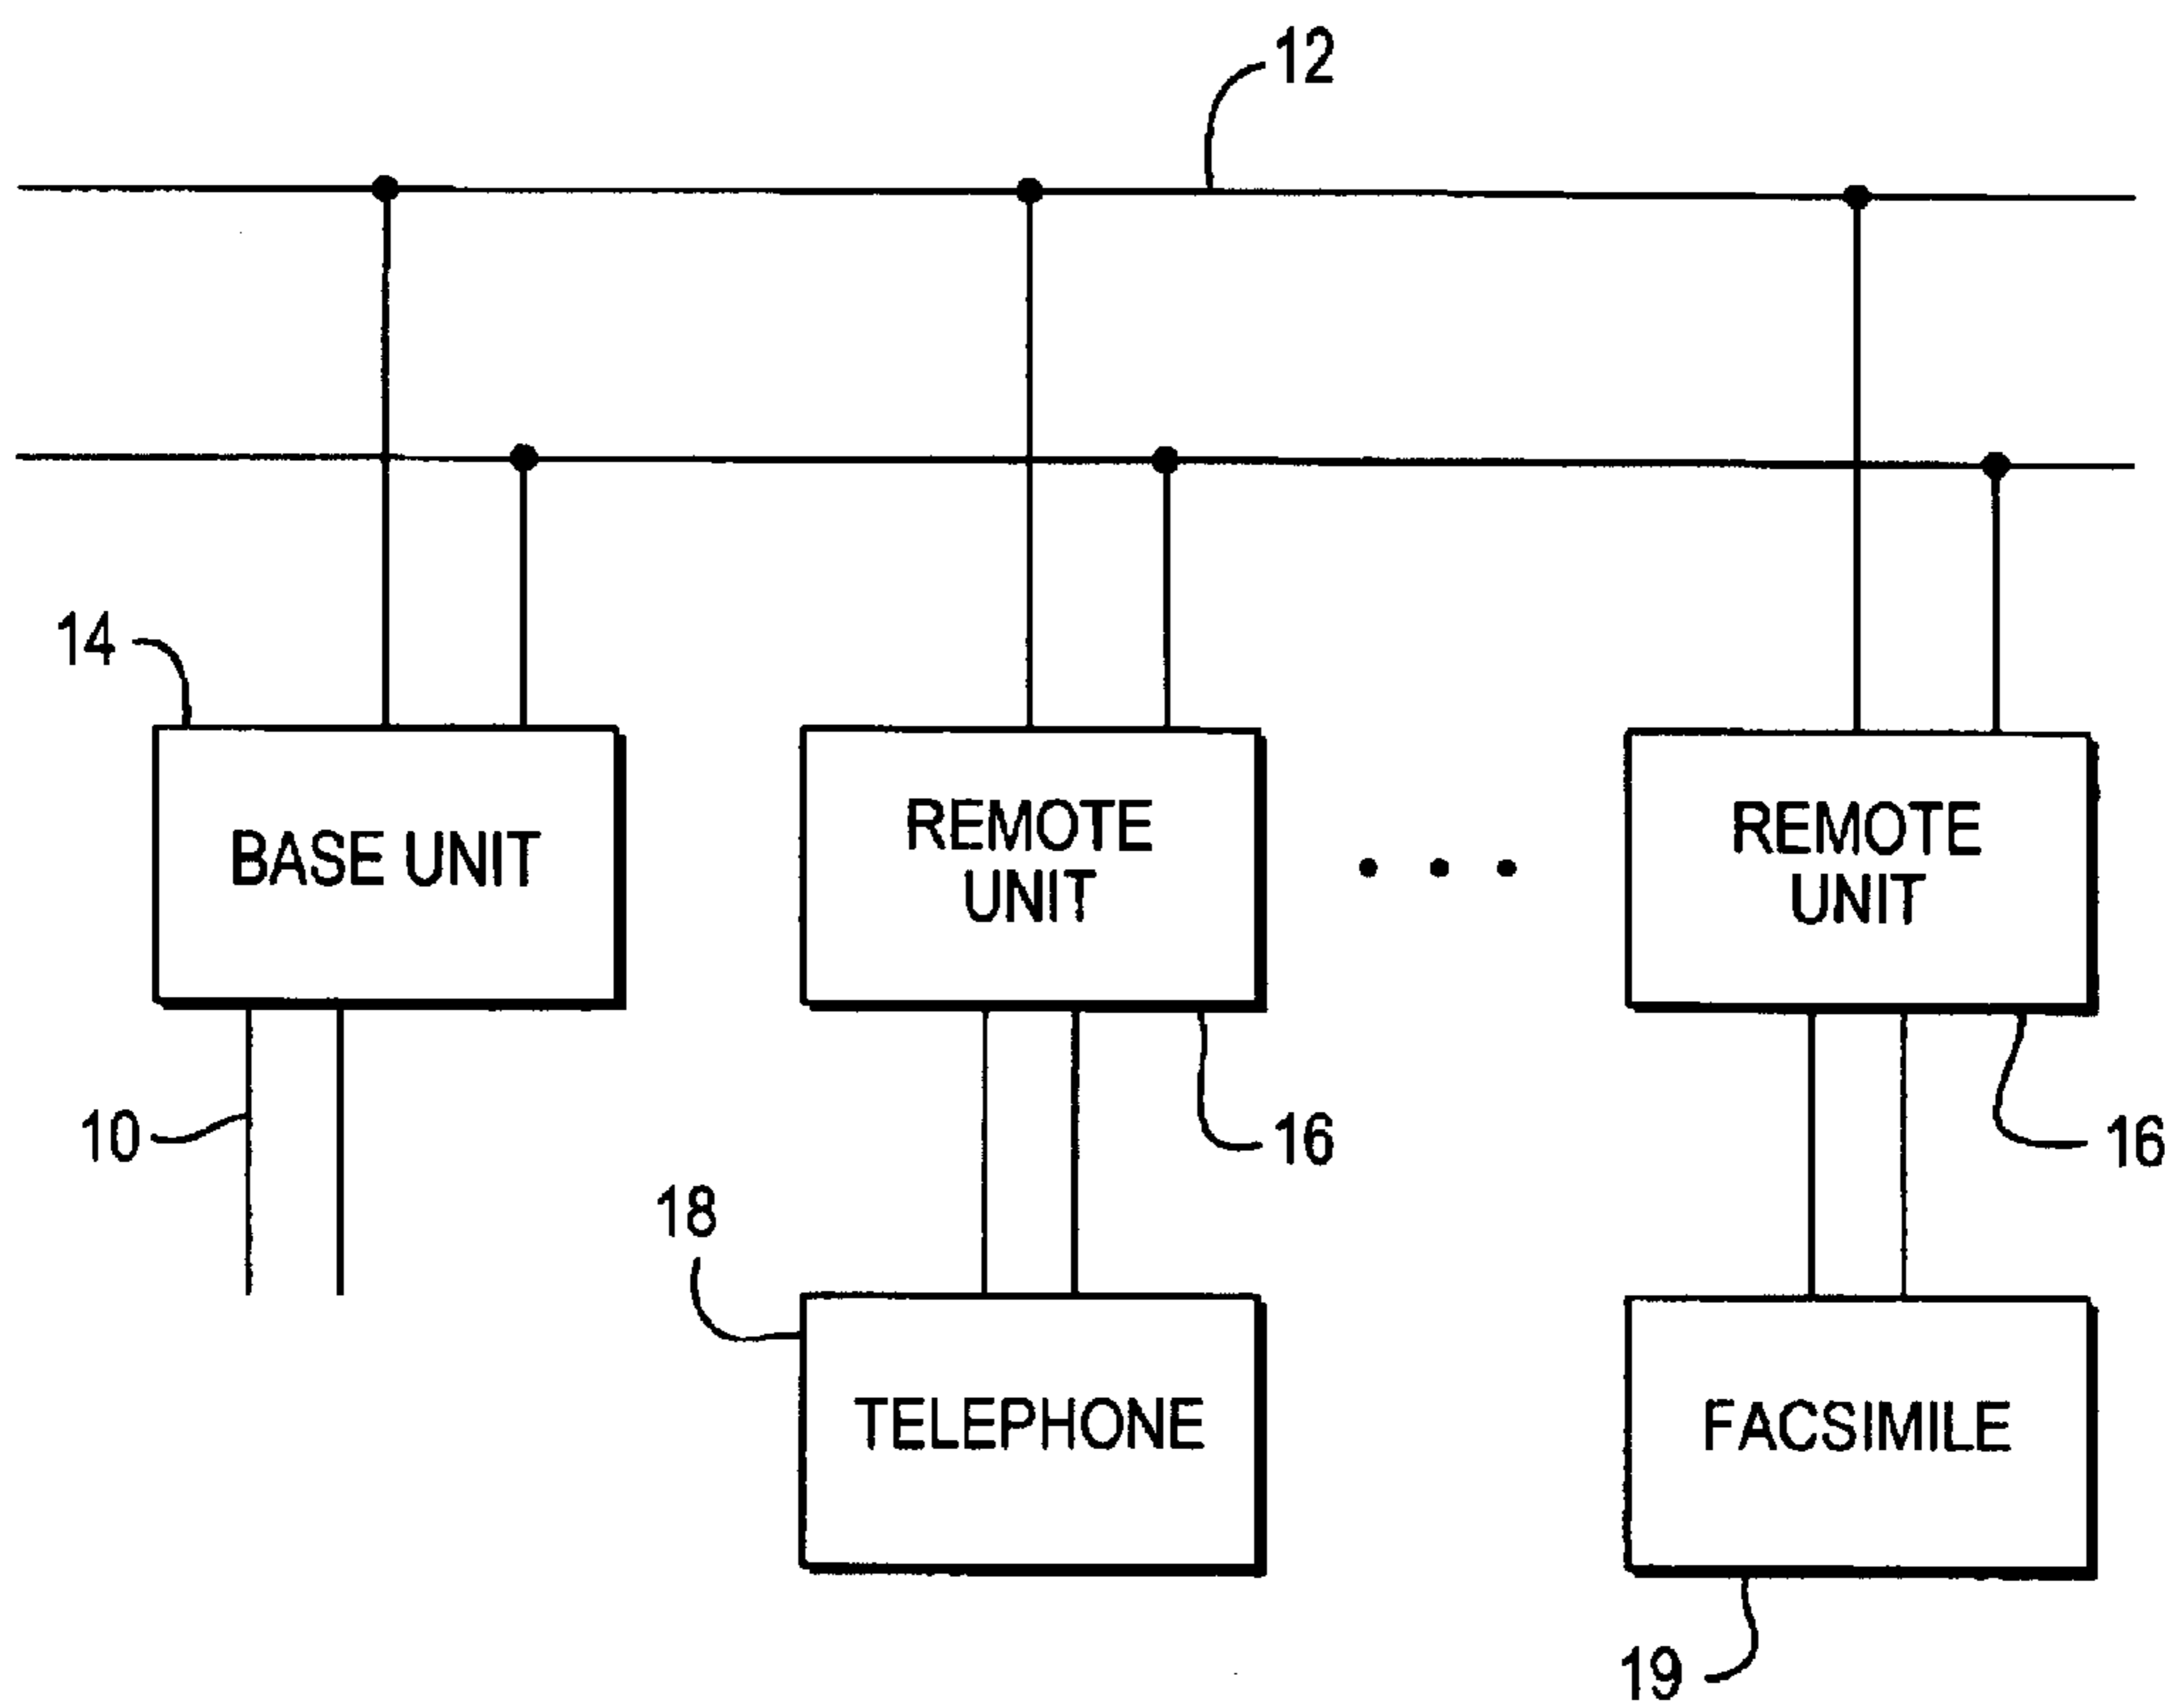 12
14
BASE UNIT
REMOTE
UNIT
REMOTE
UNIT
10
16
16
18
TELEPHONE
FACSIMILE
19